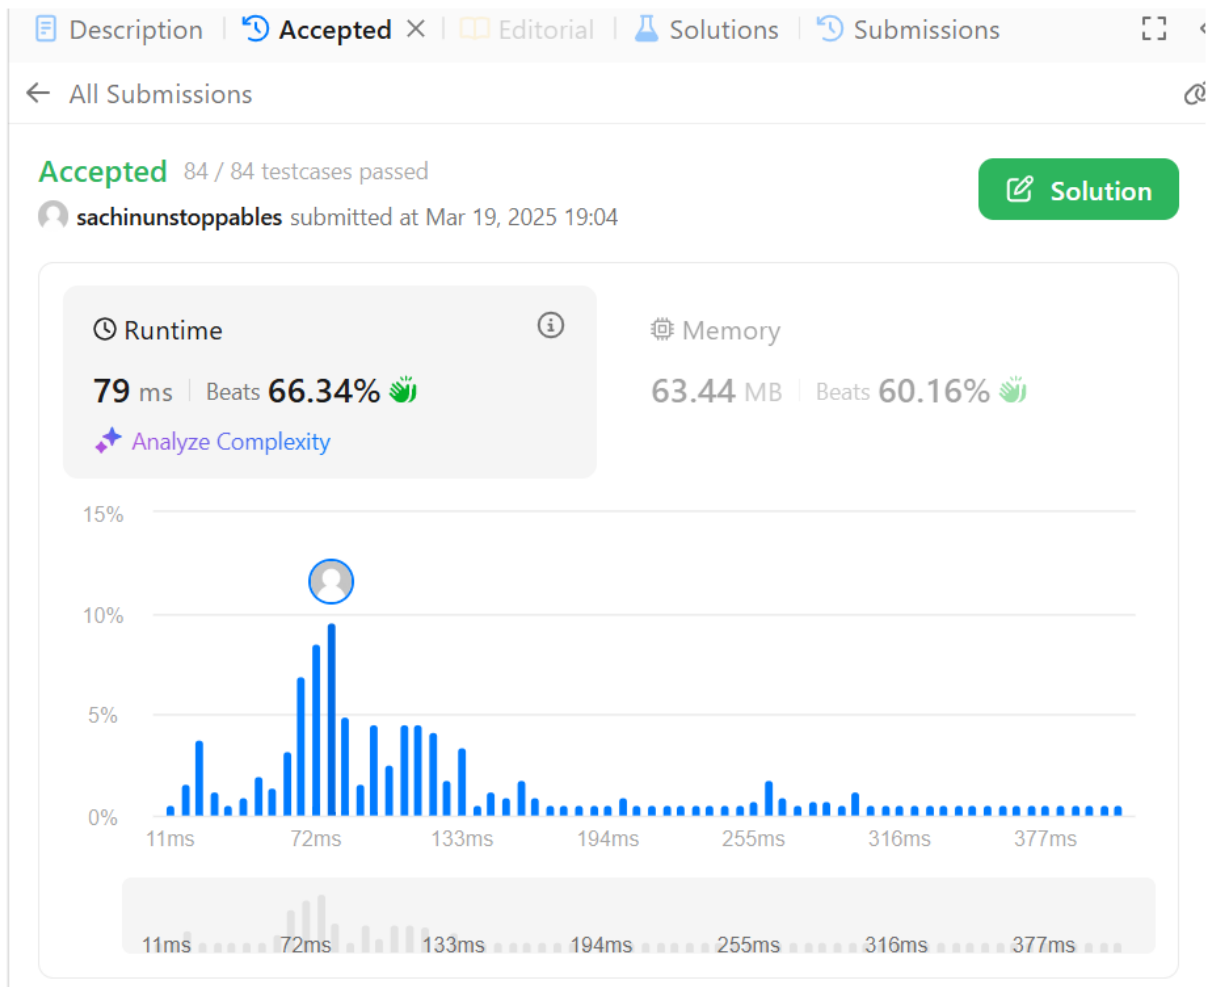 Description Accepted Editorial Solutions Submissions
All Submissions
Accepted 84 / 84 testcases passed
Solution
sachinunstoppables submitted at Mar 19, 2025 19:04
Runtime
79 ms Beats 66.34%
Analyze Complexity
Memory
63.44 MB Beats 60.16%
15%
10%
5%
0%
11ms 72ms 133ms 194ms 255ms 316ms 377ms
11ms 72ms 133ms 194ms 255ms 316ms 377ms